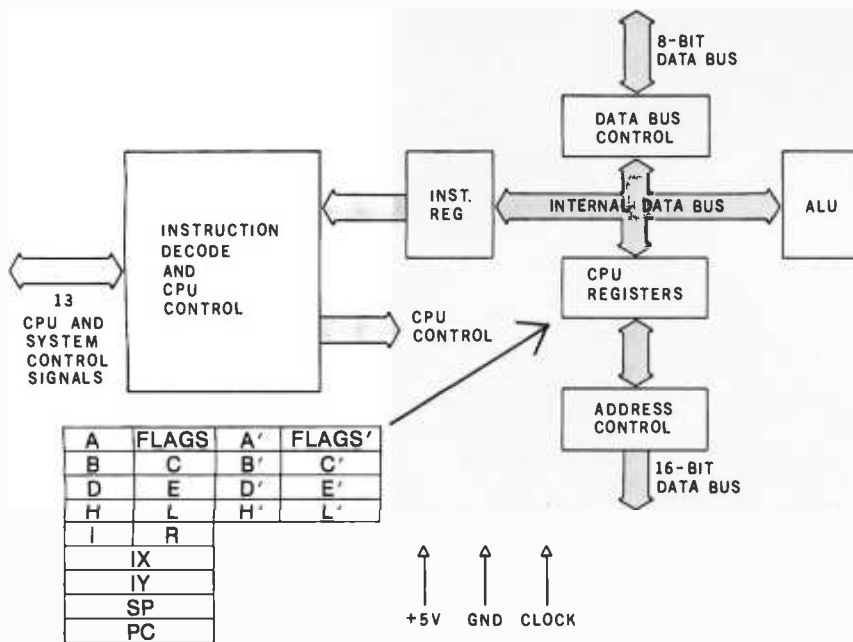 8-BIT
DATA BUS
DATA BUS
CONTROL
INSTRUCTION
DECODE
AND
CPU
CONTROL
INST.
REG
INTERNAL DATA BUS
ALU
13
CPU AND
SYSTEM
CONTROL
SIGNALS
CPU
CONTROL
CPU
REGISTERS
ADDRESS
CONTROL
16-BIT
DATA BUS
A FLAGS A' FLAGS'
B C B' C'
D E D' E'
H L H' L'
I R
IX
IY
SP
PC
+5V GND CLOCK